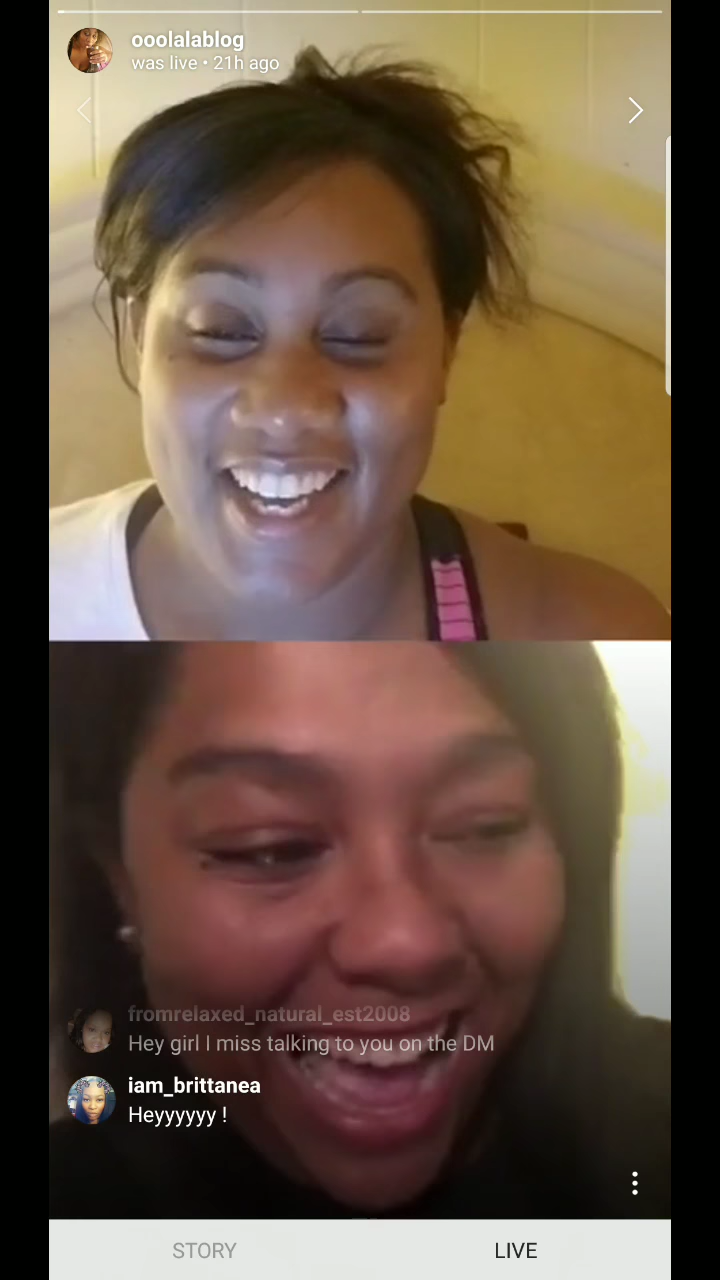 ooolalablog
was live • 21h ago
fromrelaxed_natural_est2008
Hey girl I miss talking to you on the DM
iam_brittanea
Heyyyyyy !
STORY
LIVE